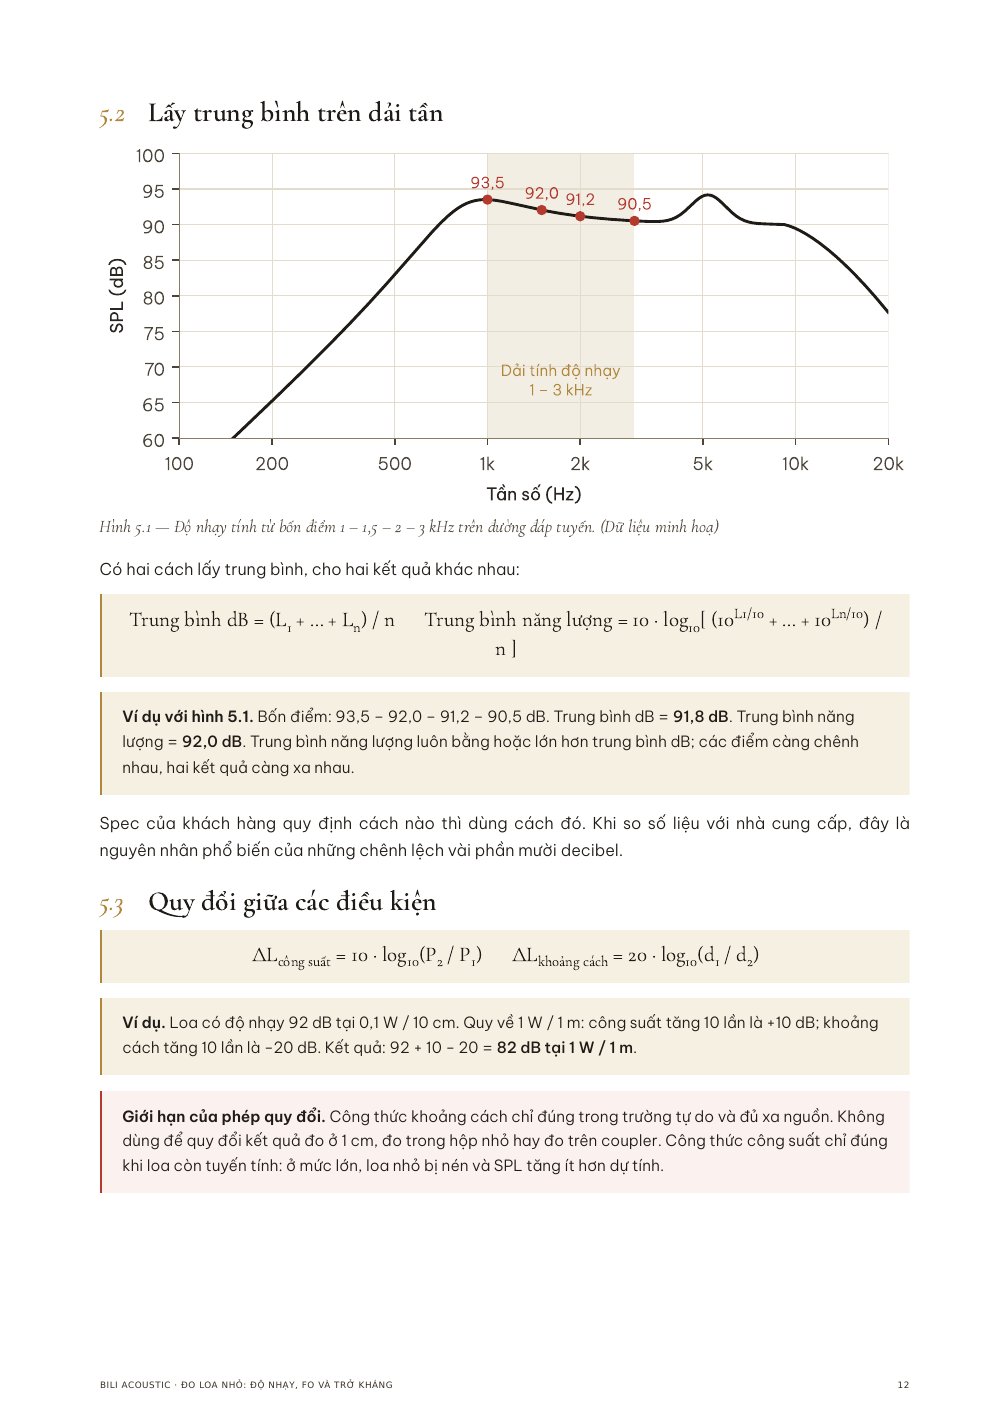 5.2 Lấy trung bình trên dải tần
100
95
90
85
80
75
70
65
60
SPL (dB)
93,5
92,0
91,2
90,5
Dải tính độ nhạy
1 – 3 kHz
100 200 500 1k 2k 5k 10k 20k
Tần số (Hz)
Hình 5.1 — Độ nhạy tính từ bốn điểm 1 – 1,5 – 2 – 3 kHz trên đường đáp tuyến. (Dữ liệu minh hoạ)
Có hai cách lấy trung bình, cho hai kết quả khác nhau:
Trung bình dB = (L₁ + … + Lₙ) / n Trung bình năng lượng = 10 · log₁₀[ (10^L1/10 + … + 10^Ln/10) /
n ]
Ví dụ với hình 5.1. Bốn điểm: 93,5 – 92,0 – 91,2 – 90,5 dB. Trung bình dB = 91,8 dB. Trung bình năng
lượng = 92,0 dB. Trung bình năng lượng luôn bằng hoặc lớn hơn trung bình dB; các điểm càng chênh
nhau, hai kết quả càng xa nhau.
Spec của khách hàng quy định cách nào thì dùng cách đó. Khi so số liệu với nhà cung cấp, đây là
nguyên nhân phổ biến của những chênh lệch vài phần mười decibel.
5.3 Quy đổi giữa các điều kiện
ΔLcông suất = 10 · log₁₀(P₂ / P₁) ΔLkhoảng cách = 20 · log₁₀(d₁ / d₂)
Ví dụ. Loa có độ nhạy 92 dB tại 0,1 W / 10 cm. Quy về 1 W / 1 m: công suất tăng 10 lần là +10 dB; khoảng
cách tăng 10 lần là −20 dB. Kết quả: 92 + 10 − 20 = 82 dB tại 1 W / 1 m.
Giới hạn của phép quy đổi. Công thức khoảng cách chỉ đúng trong trường tự do và đủ xa nguồn. Không
dùng để quy đổi kết quả đo ở 1 cm, đo trong hộp nhỏ hay đo trên coupler. Công thức công suất chỉ đúng
khi loa còn tuyến tính: ở mức lớn, loa nhỏ bị nén và SPL tăng ít hơn dự tính.
BILI ACOUSTIC · ĐO LOA NHỎ: ĐỘ NHẠY, F0 VÀ TRỞ KHÁNG 12